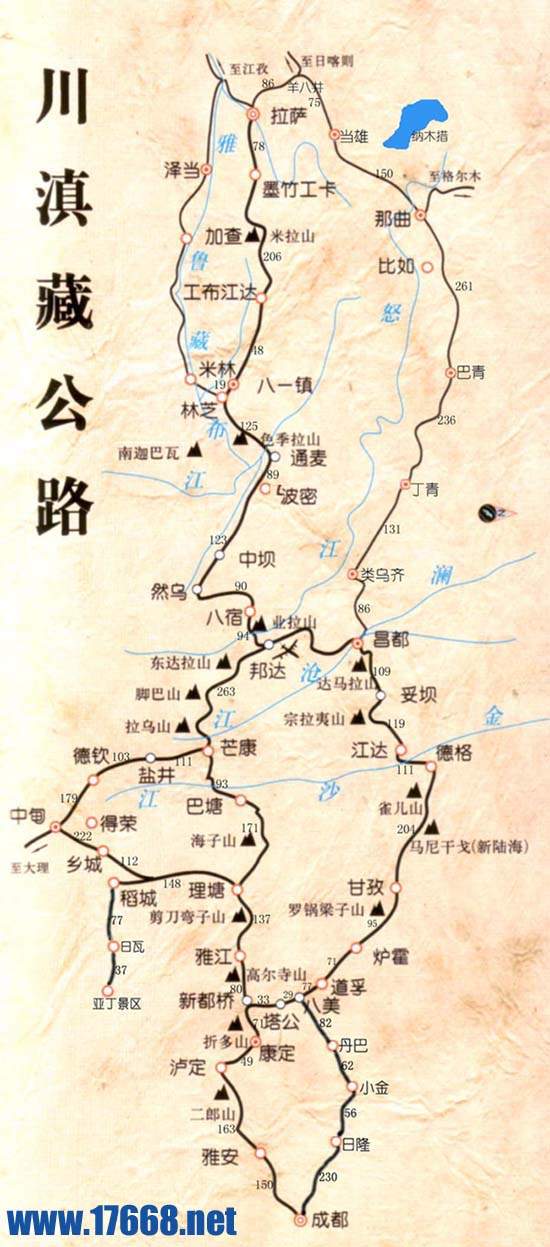 川滇藏公路
至江孜
至日喀则
86
羊八井
75
拉萨
当雄
纳木措
雅
78
泽当
墨竹工卡
150
至格尔木
那曲
加查
米拉山
比如
206
鲁
261
怒
工布江达
藏
48
米林
19
八一镇
巴青
林芝
布
125
色季拉山
236
南迦巴瓦
通麦
江
89
波密
丁青
131
123
中坝
江
类乌齐
澜
然乌
90
86
八宿
业拉山
94
昌都
东达拉山
邦达
沧
达马拉山
109
脚巴山
263
妥坝
拉乌山
江
宗拉夷山
119
金
德钦
103
111
芒康
江达
德格
盐井
111
179
江
93
沙
巴塘
雀儿山
中甸
得荣
171
204
222
海子山
马尼干戈(新陆海)
至大理
乡城
112
148
理塘
甘孜
稻城
剪刀弯子山
137
罗锅梁子山
95
77
日瓦
雅江
71
炉霍
37
高尔寺山
77
道孚
亚丁景区
80
新都桥
33
29
八美
塔公
71
82
折多山
康定
丹巴
泸定
49
62
小金
二郎山
56
163
日隆
雅安
230
150
成都
www.17668.net